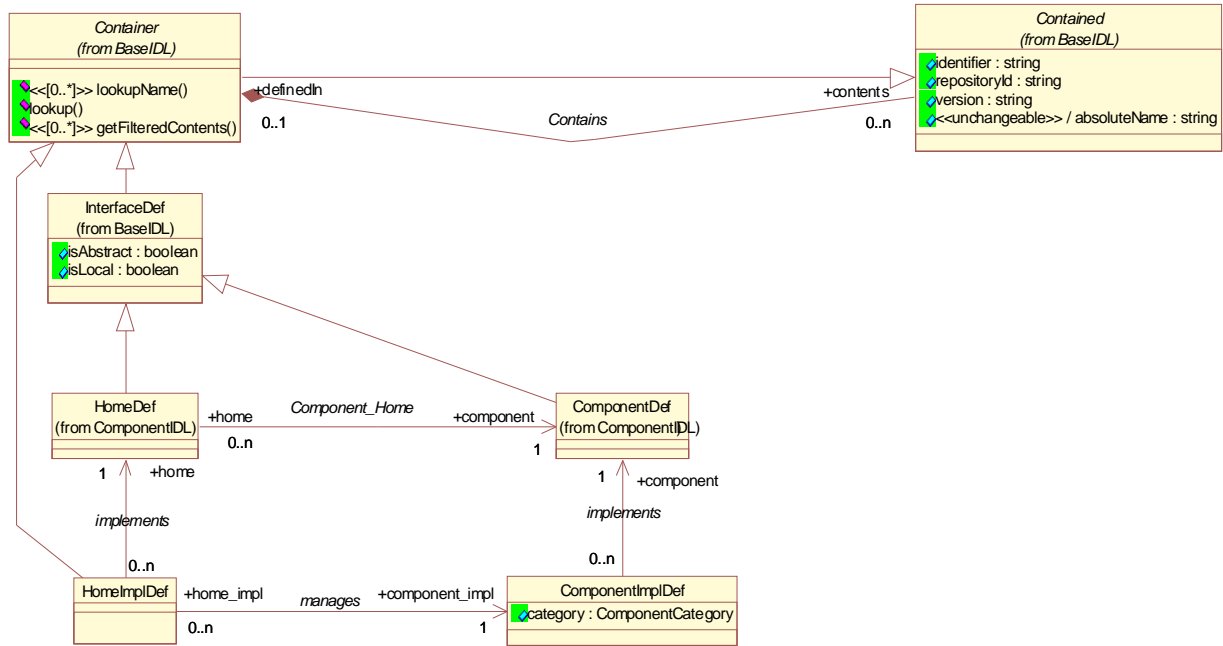 Container
(from BaseIDL)
<<[0..*]>> lookupName()
lookup()
<<[0..*]>> getFilteredContents()
Contained
(from BaseIDL)
identifier : string
repositoryId : string
version : string
<<unchangeable>> / absoluteName : string
+definedIn
0..1
Contains
+contents
0..n
InterfaceDef
(from BaseIDL)
isAbstract : boolean
isLocal : boolean
HomeDef
(from ComponentIDL)
+home
0..n
Component_Home
+component
1
ComponentDef
(from ComponentIDL)
1
+home
implements
0..n
1
+component
implements
0..n
HomeImplDef
+home_impl
0..n
manages
+component_impl
1
ComponentImplDef
category : ComponentCategory